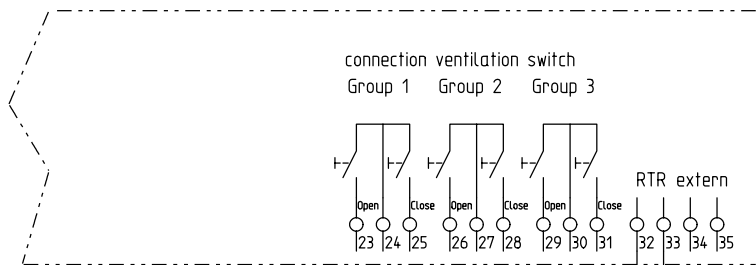 connection ventilation switch
Group 1 Group 2 Group 3
RTR extern
Open Close Open Close Open Close
23 24 25 26 27 28 29 30 31 32 33 34 35